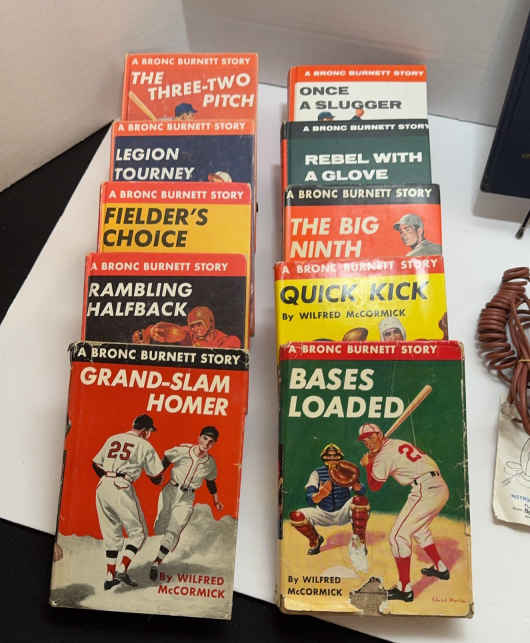 A BRONC BURNETT STORY
THE
THREE-TWO
PITCH
A BRONC BURNETT STORY
LEGION
TOURNEY
A BRONC BURNETT STORY
FIELDER'S
CHOICE
A BRONC BURNETT STORY
RAMBLING
HALFBACK
A BRONC BURNETT STORY
GRAND-SLAM
HOMER
25
By WILFRED
McCORMICK
A BRONC BURNETT STORY
ONCE
A SLUGGER
A BRONC BURNETT STORY
REBEL WITH
A GLOVE
A BRONC BURNETT STORY
THE BIG
NINTH
A BRONC BURNETT STORY
QUICK KICK
By WILFRED McCORMICK
A BRONC BURNETT STORY
BASES
LOADED
2
By WILFRED
McCORMICK